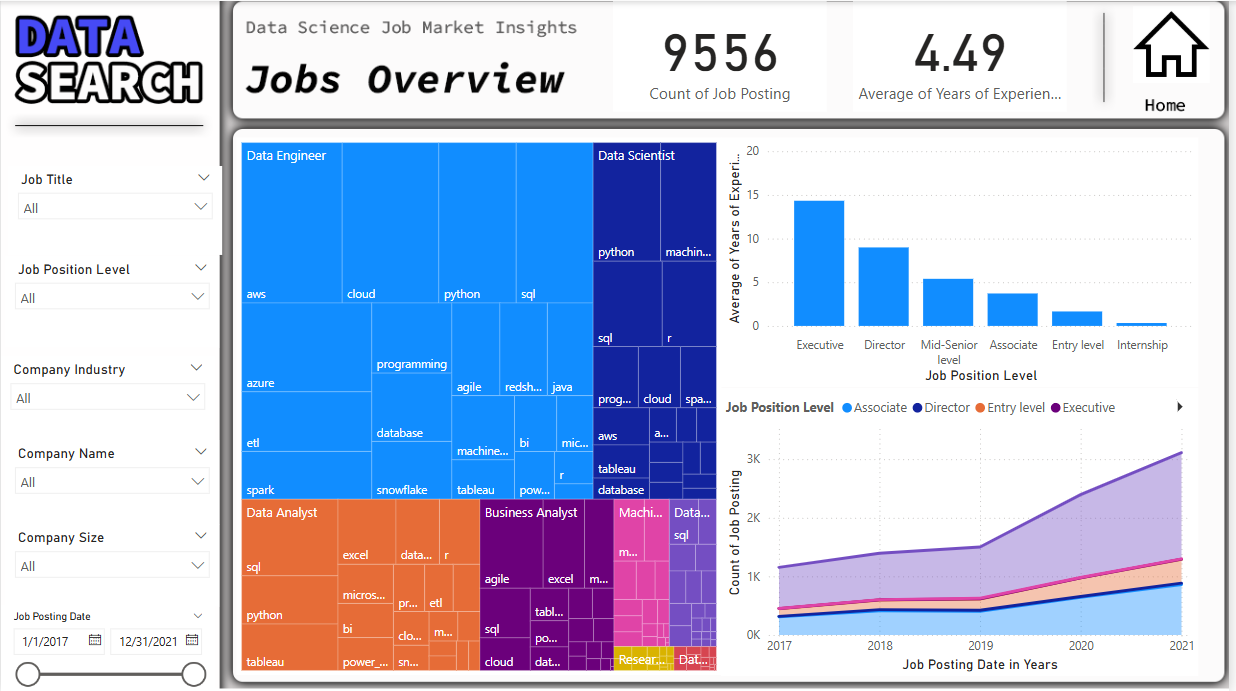 DATA
SEARCH
Data Science Job Market Insights
Jobs Overview
9556
Count of Job Posting
4.49
Average of Years of Experien...
Home
Job Title
All
Job Position Level
All
Company Industry
All
Company Name
All
Company Size
All
Job Posting Date
1/1/2017
12/31/2021
Data Engineer
aws
cloud
python
sql
azure
programming
agile
redsh...
java
etl
database
machine...
bi
mic...
spark
snowflake
tableau
pow...
r
Data Scientist
python
machin...
sql
r
prog...
cloud
spa...
aws
a...
tableau
database
Data Analyst
sql
excel
data...
r
python
micros...
pr...
etl
bi
clo...
m...
tableau
power_...
sn...
Business Analyst
agile
excel
m...
sql
tabl...
po...
cloud
dat...
Machi...
m...
Data...
sql
Resear...
Dat...
Average of Years of Experi...
20
15
10
5
0
Executive
Director
Mid-Senior
level
Associate
Entry level
Internship
Job Position Level
Job Position Level
Associate
Director
Entry level
Executive
Count of Job Posting
3K
2K
1K
0K
2017
2018
2019
2020
2021
Job Posting Date in Years